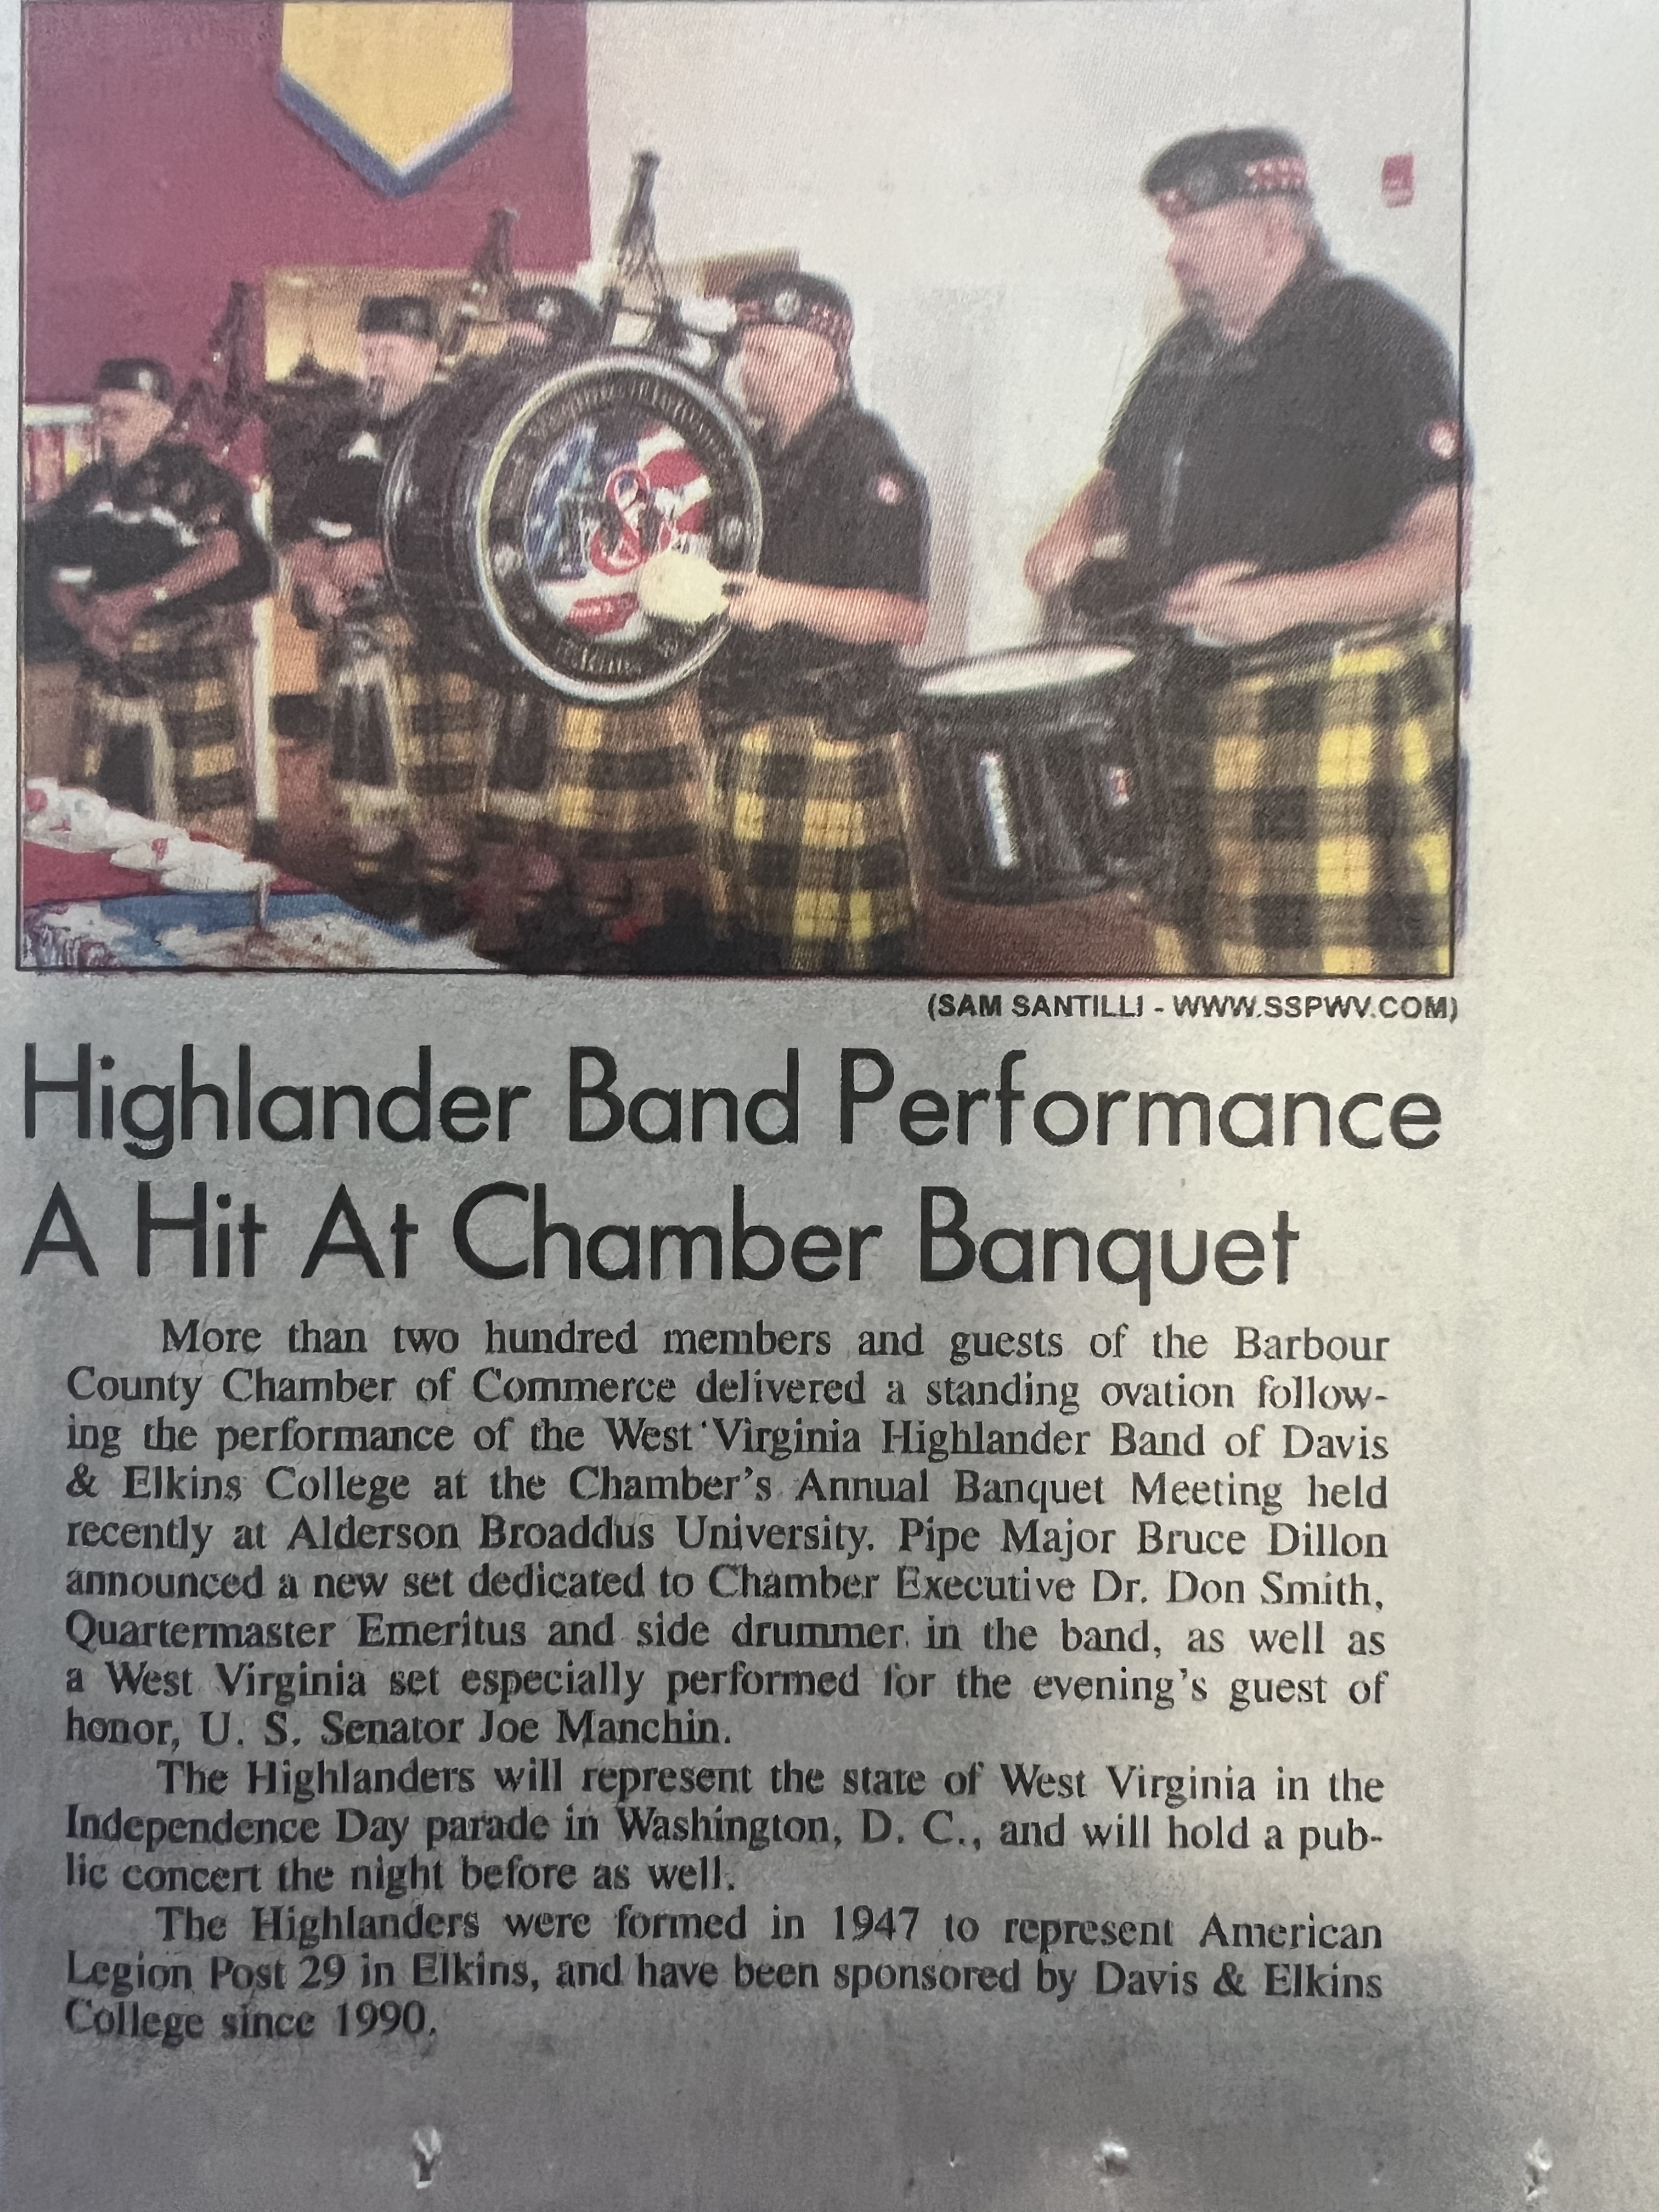 (SAM SANTILLI - WWW.SSPWV.COM)
Highlander Band Performance
A Hit At Chamber Banquet
More than two hundred members and guests of the Barbour
County Chamber of Commerce delivered a standing ovation follow-
ing the performance of the West Virginia Highlander Band of Davis
& Elkins College at the Chamber's Annual Banquet Meeting held
recently at Alderson Broaddus University. Pipe Major Bruce Dillon
announced a new set dedicated to Chamber Executive Dr. Don Smith,
Quartermaster Emeritus and side drummer in the band, as well as
a West Virginia set especially performed for the evening's guest of
honor, U. S. Senator Joe Manchin.
The Highlanders will represent the state of West Virginia in the
Independence Day parade in Washington, D. C., and will hold a pub-
lic concert the night before as well.
The Highlanders were formed in 1947 to represent American
Legion Post 29 in Elkins, and have been sponsored by Davis & Elkins
College since 1990.